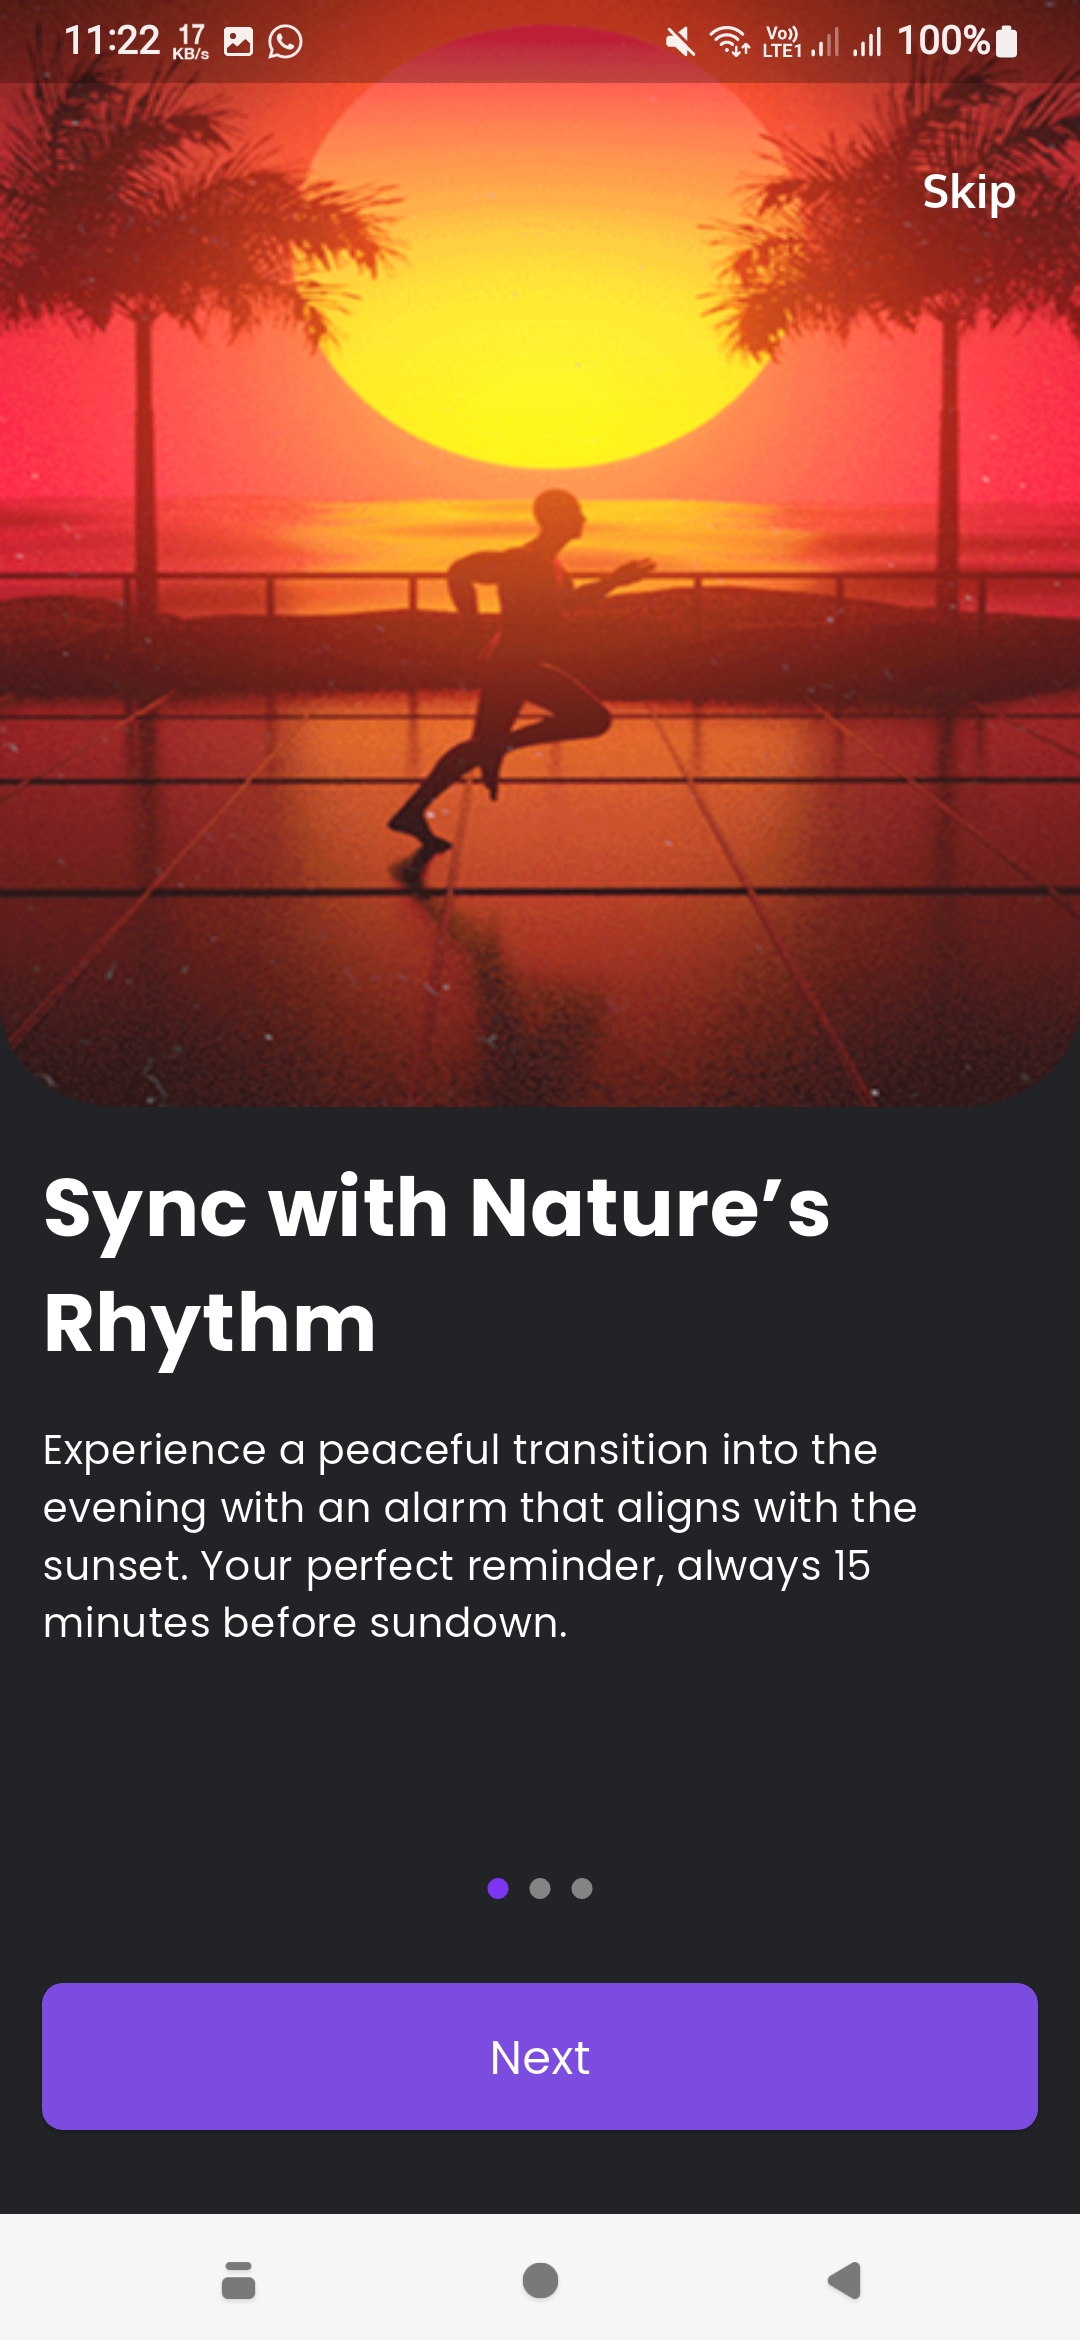 11:22 17 KB/s Vo)) LTE1 100%
Skip
Sync with Nature’s
Rhythm
Experience a peaceful transition into the
evening with an alarm that aligns with the
sunset. Your perfect reminder, always 15
minutes before sundown.
Next